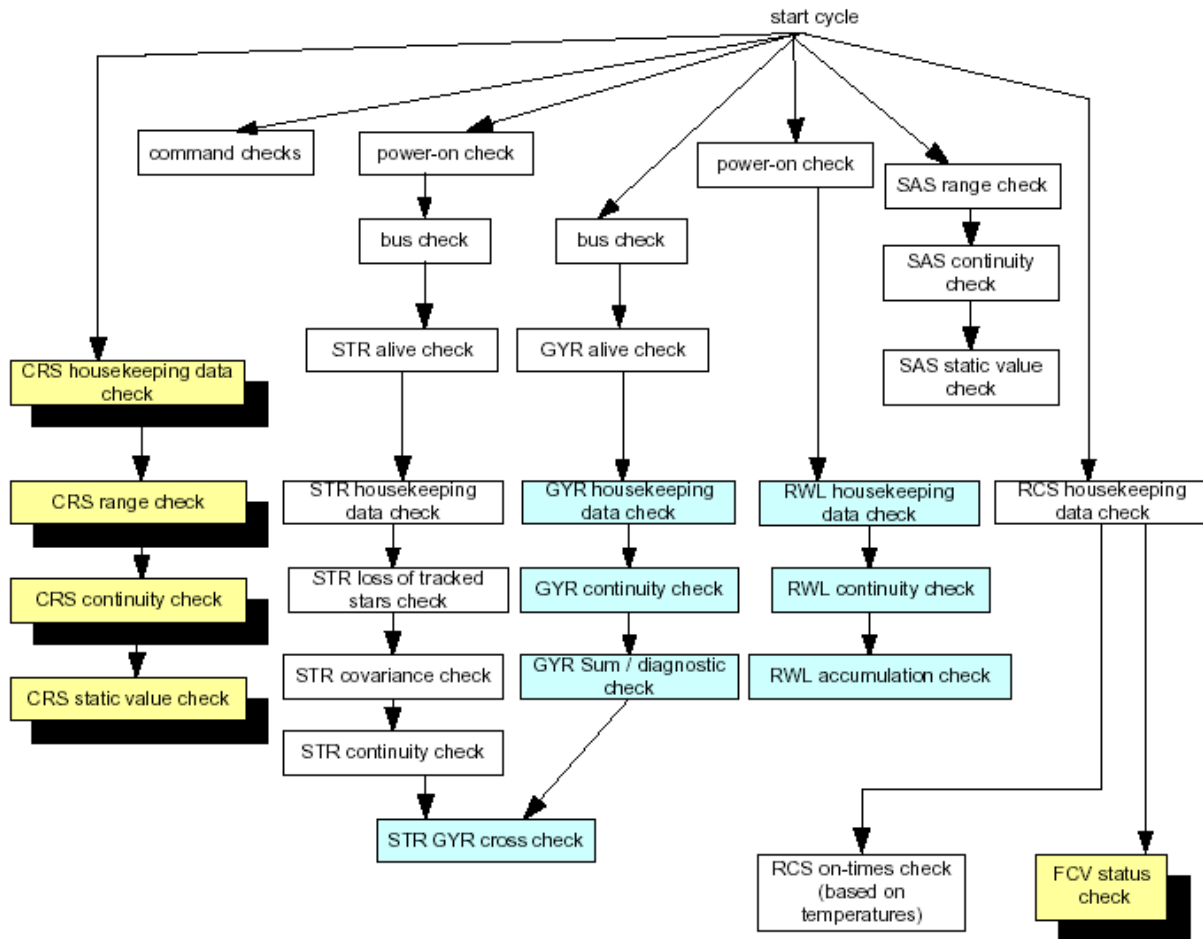 start cycle
command checks
power-on check
power-on check
SAS range check
bus check
bus check
SAS continuity
check
STR alive check
GYR alive check
SAS static value
check
CRS housekeeping data
check
CRS range check
STR housekeeping
data check
GYR housekeeping
data check
RWL housekeeping
data check
RCS housekeeping
data check
CRS continuity check
STR loss of tracked
stars check
GYR continuity check
RWL continuity check
CRS static value check
STR covariance check
GYR Sum / diagnostic
check
RWL accumulation check
STR continuity check
STR GYR cross check
RCS on-times check
(based on
temperatures)
FCV status
check